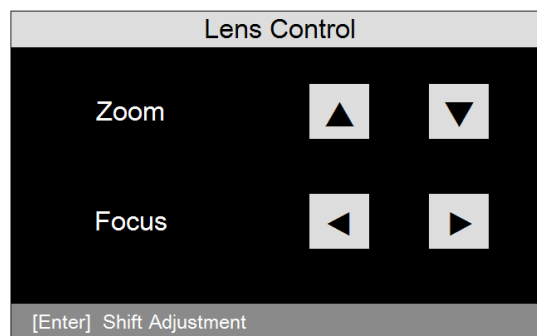 Lens Control
Zoom ▲ ▼
Focus ◄ ►
[Enter] Shift Adjustment